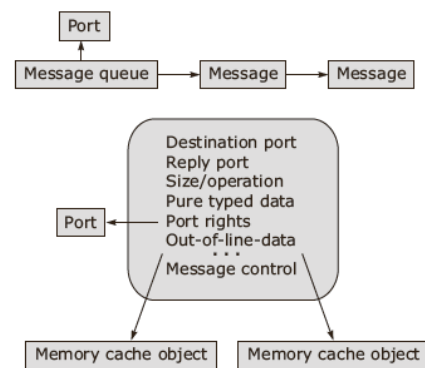 Port
Message queue
Message
Message
Destination port
Reply port
Size/operation
Pure typed data
Port
Port rights
Out-of-line-data
. . .
Message control
Memory cache object
Memory cache object